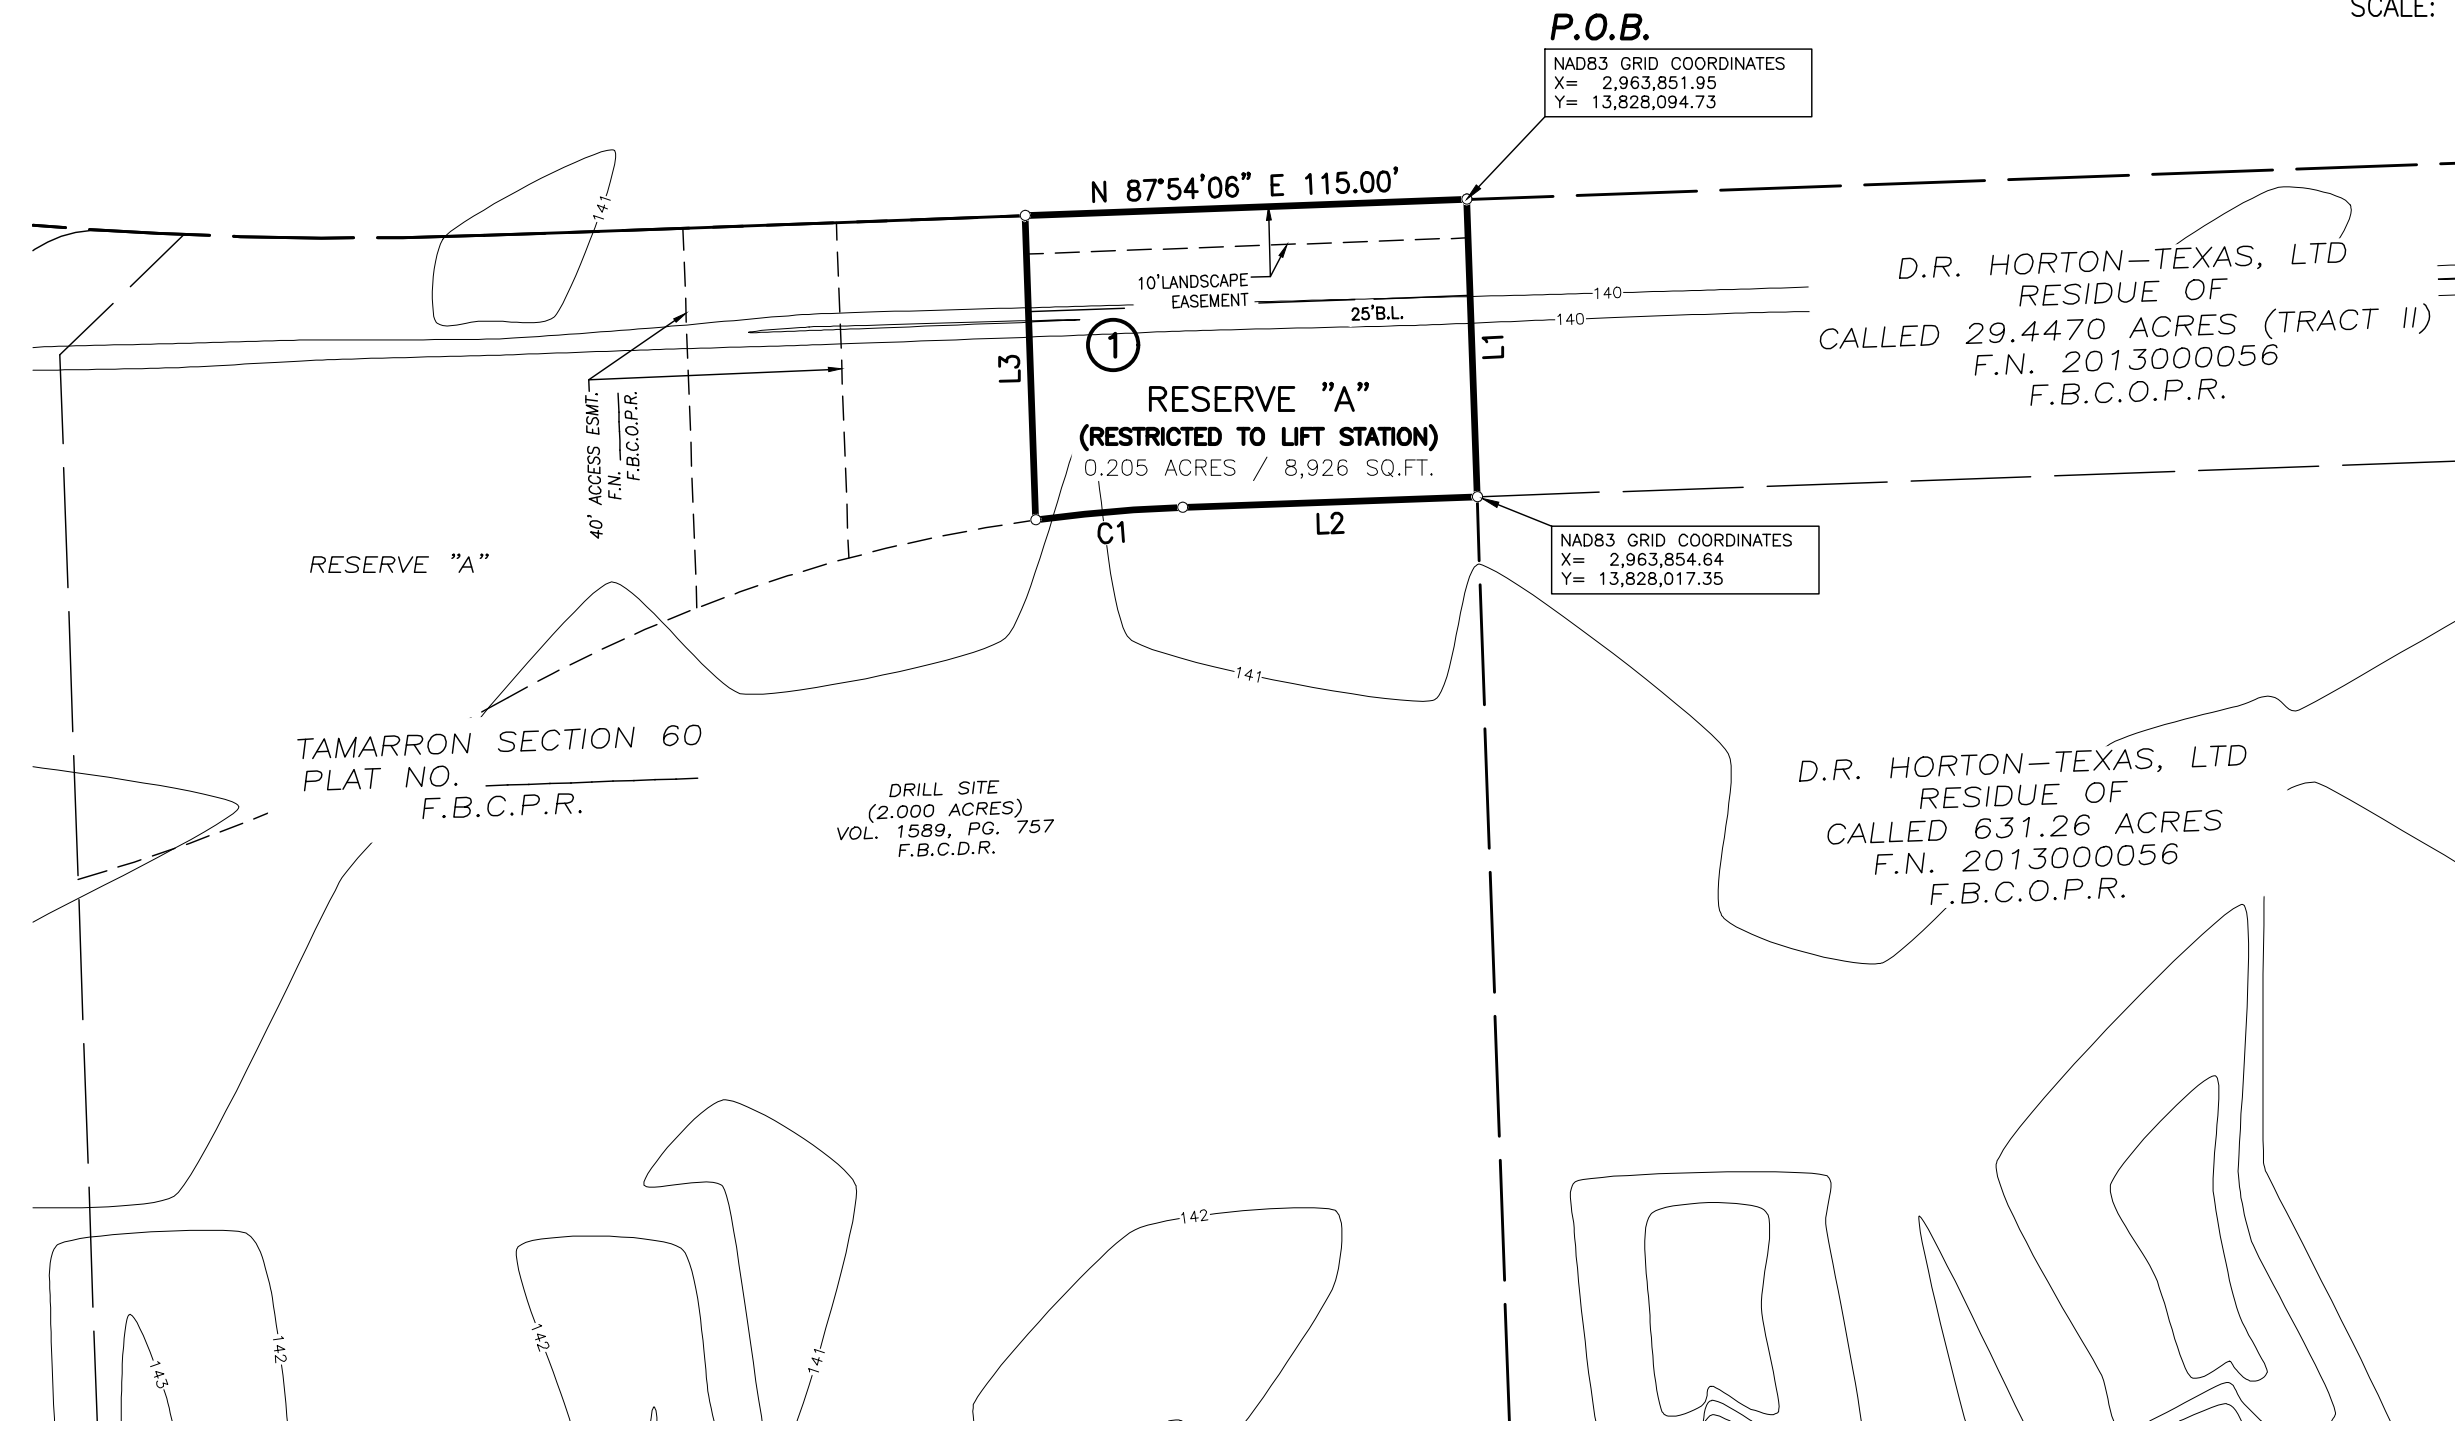 SCALE:
P.O.B.
NAD83 GRID COORDINATES
X= 2,963,851.95
Y= 13,828,094.73
N 87°54'06" E 115.00'
141
10'LANDSCAPE
EASEMENT
25'B.L.
140
140
L3
1
L1
RESERVE "A"
(RESTRICTED TO LIFT STATION)
0.205 ACRES / 8,926 SQ.FT.
C1
L2
D.R. HORTON-TEXAS, LTD
RESIDUE OF
CALLED 29.4470 ACRES (TRACT II)
F.N. 2013000056
F.B.C.O.P.R.
40' ACCESS ESMT.
F.N. ______
F.B.C.O.P.R.
NAD83 GRID COORDINATES
X= 2,963,854.64
Y= 13,828,017.35
RESERVE "A"
141
TAMARRON SECTION 60
PLAT NO. ____________
F.B.C.P.R.
DRILL SITE
(2.000 ACRES)
VOL. 1589, PG. 757
F.B.C.D.R.
D.R. HORTON-TEXAS, LTD
RESIDUE OF
CALLED 631.26 ACRES
F.N. 2013000056
F.B.C.O.P.R.
142
143
142
142
141